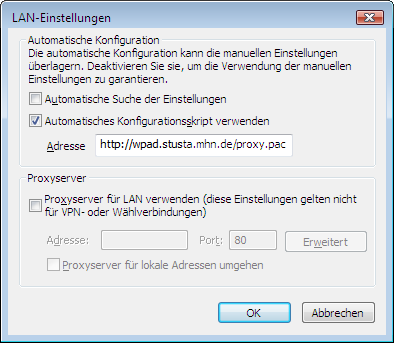 LAN-Einstellungen
Automatische Konfiguration
Die automatische Konfiguration kann die manuellen Einstellungen
überlagern. Deaktivieren Sie sie, um die Verwendung der manuellen
Einstellungen zu garantieren.
Automatische Suche der Einstellungen
Automatisches Konfigurationsskript verwenden
Adresse http://wpad.stusta.mhn.de/proxy.pac
Proxyserver
Proxyserver für LAN verwenden (diese Einstellungen gelten nicht
für VPN- oder Wählverbindungen)
Adresse: Port: 80 Erweitert
Proxyserver für lokale Adressen umgehen
OK Abbrechen